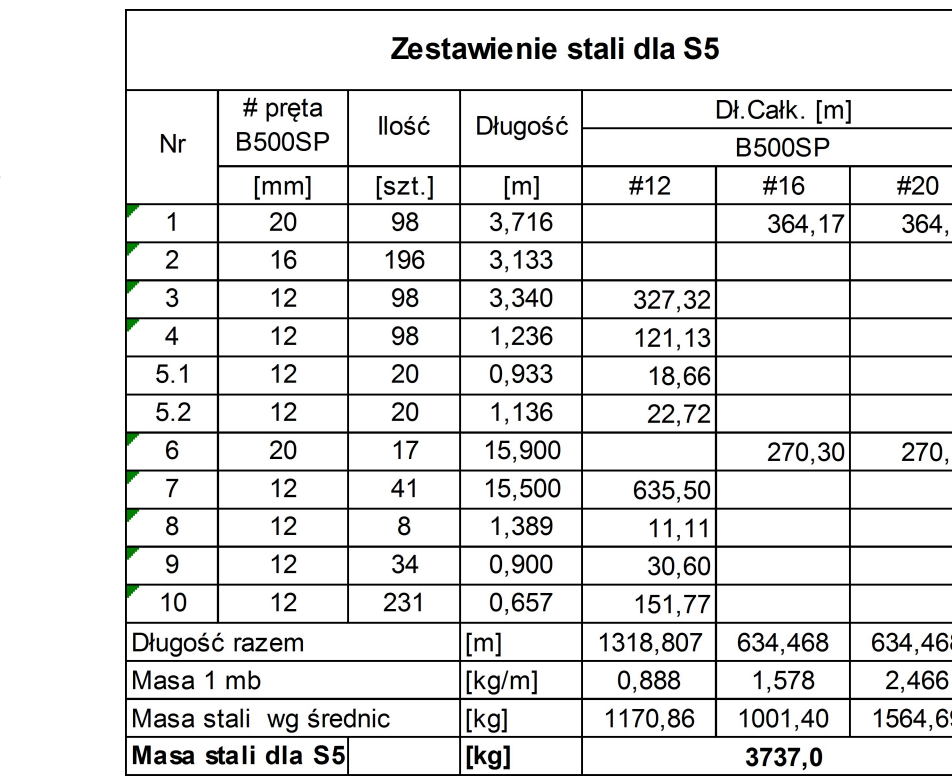 Zestawienie stali dla S5
Nr # pręta B500SP Ilość Długość Dł.Całk. [m]
B500SP
[mm] [szt.] [m] #12 #16 #20
1 20 98 3,716 364,17 364,
2 16 196 3,133
3 12 98 3,340 327,32
4 12 98 1,236 121,13
5.1 12 20 0,933 18,66
5.2 12 20 1,136 22,72
6 20 17 15,900 270,30 270,
7 12 41 15,500 635,50
8 12 8 1,389 11,11
9 12 34 0,900 30,60
10 12 231 0,657 151,77
Długość razem [m] 1318,807 634,468 634,468
Masa 1 mb [kg/m] 0,888 1,578 2,466
Masa stali wg średnic [kg] 1170,86 1001,40 1564,6
Masa stali dla S5 [kg] 3737,0